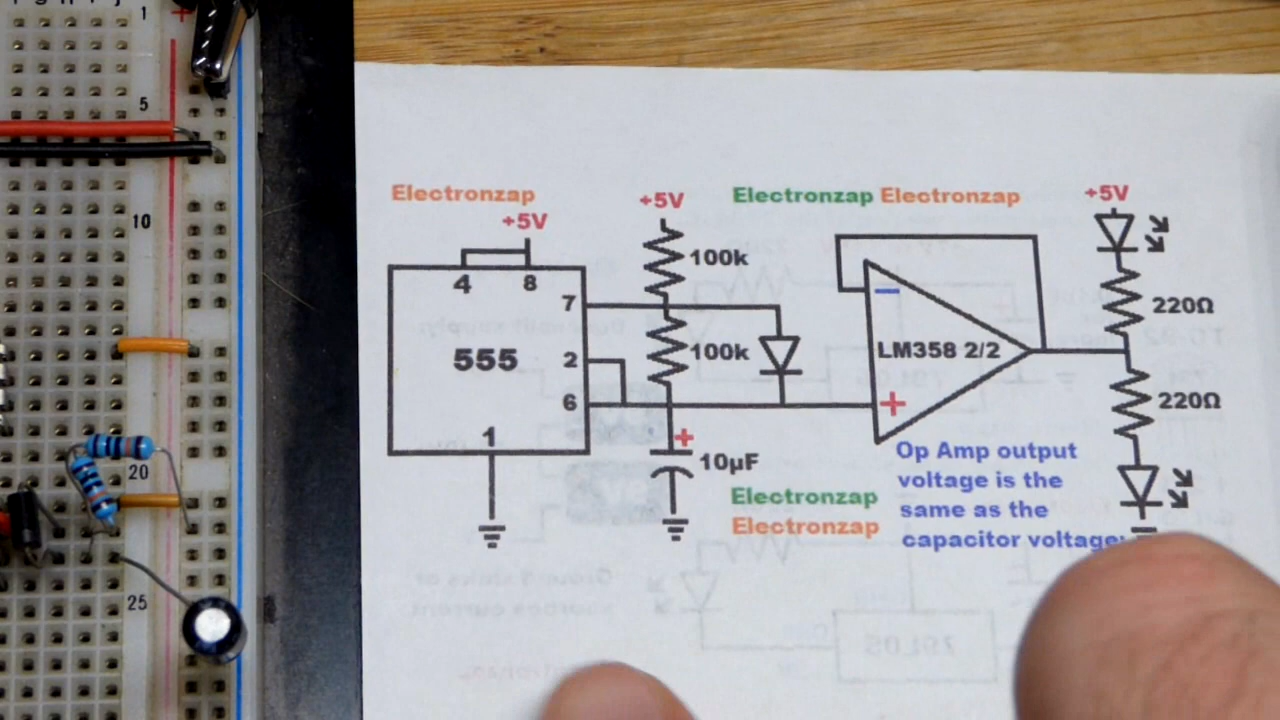 1
5
10
20
25
Electronzap
+5V
4 8
7
555
2
6
1
+5V
100k
100k
+
10µF
Electronzap Electronzap
−
LM358 2/2
+
+5V
220Ω
220Ω
Op Amp output
voltage is the
same as the
capacitor voltage
Electronzap
Electronzap